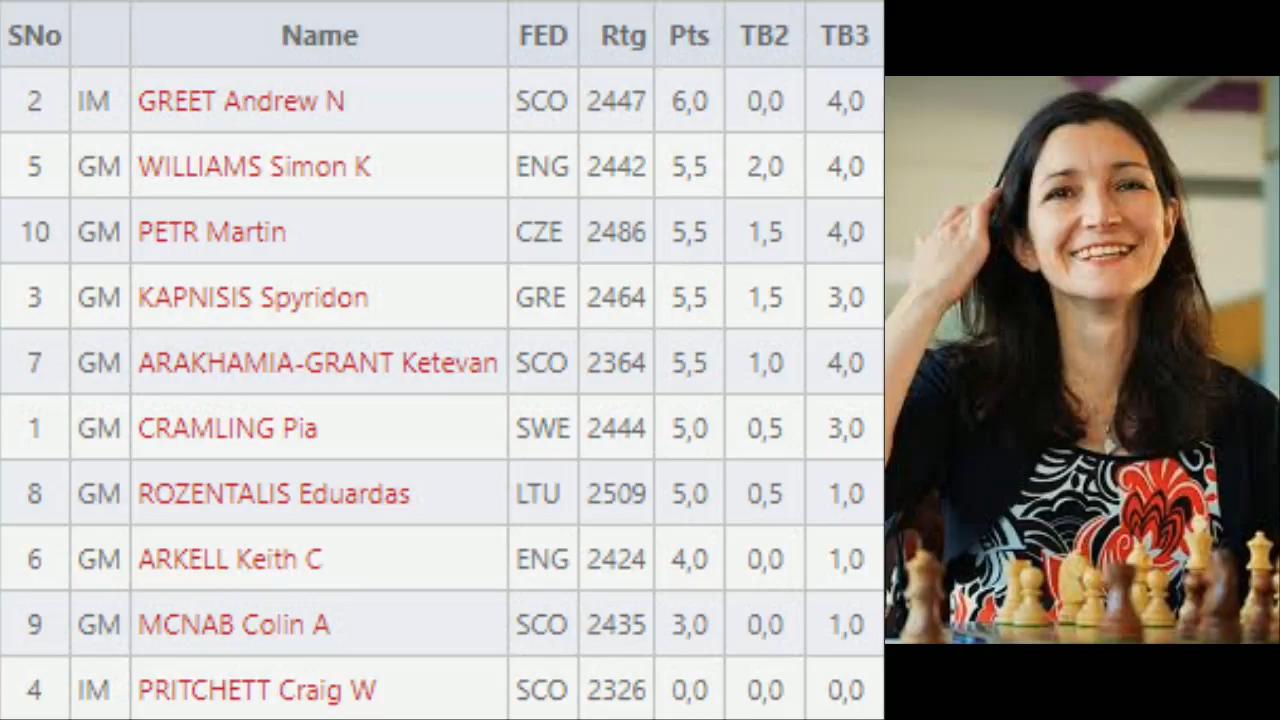 SNo Name FED Rtg Pts TB2 TB3
2 IM GREET Andrew N SCO 2447 6,0 0,0 4,0
5 GM WILLIAMS Simon K ENG 2442 5,5 2,0 4,0
10 GM PETR Martin CZE 2486 5,5 1,5 4,0
3 GM KAPNISIS Spyridon GRE 2464 5,5 1,5 3,0
7 GM ARAKHAMIA-GRANT Ketevan SCO 2364 5,5 1,0 4,0
1 GM CRAMLING Pia SWE 2444 5,0 0,5 3,0
8 GM ROZENTALIS Eduardas LTU 2509 5,0 0,5 1,0
6 GM ARKELL Keith C ENG 2424 4,0 0,0 1,0
9 GM MCNAB Colin A SCO 2435 3,0 0,0 1,0
4 IM PRITCHETT Craig W SCO 2326 0,0 0,0 0,0